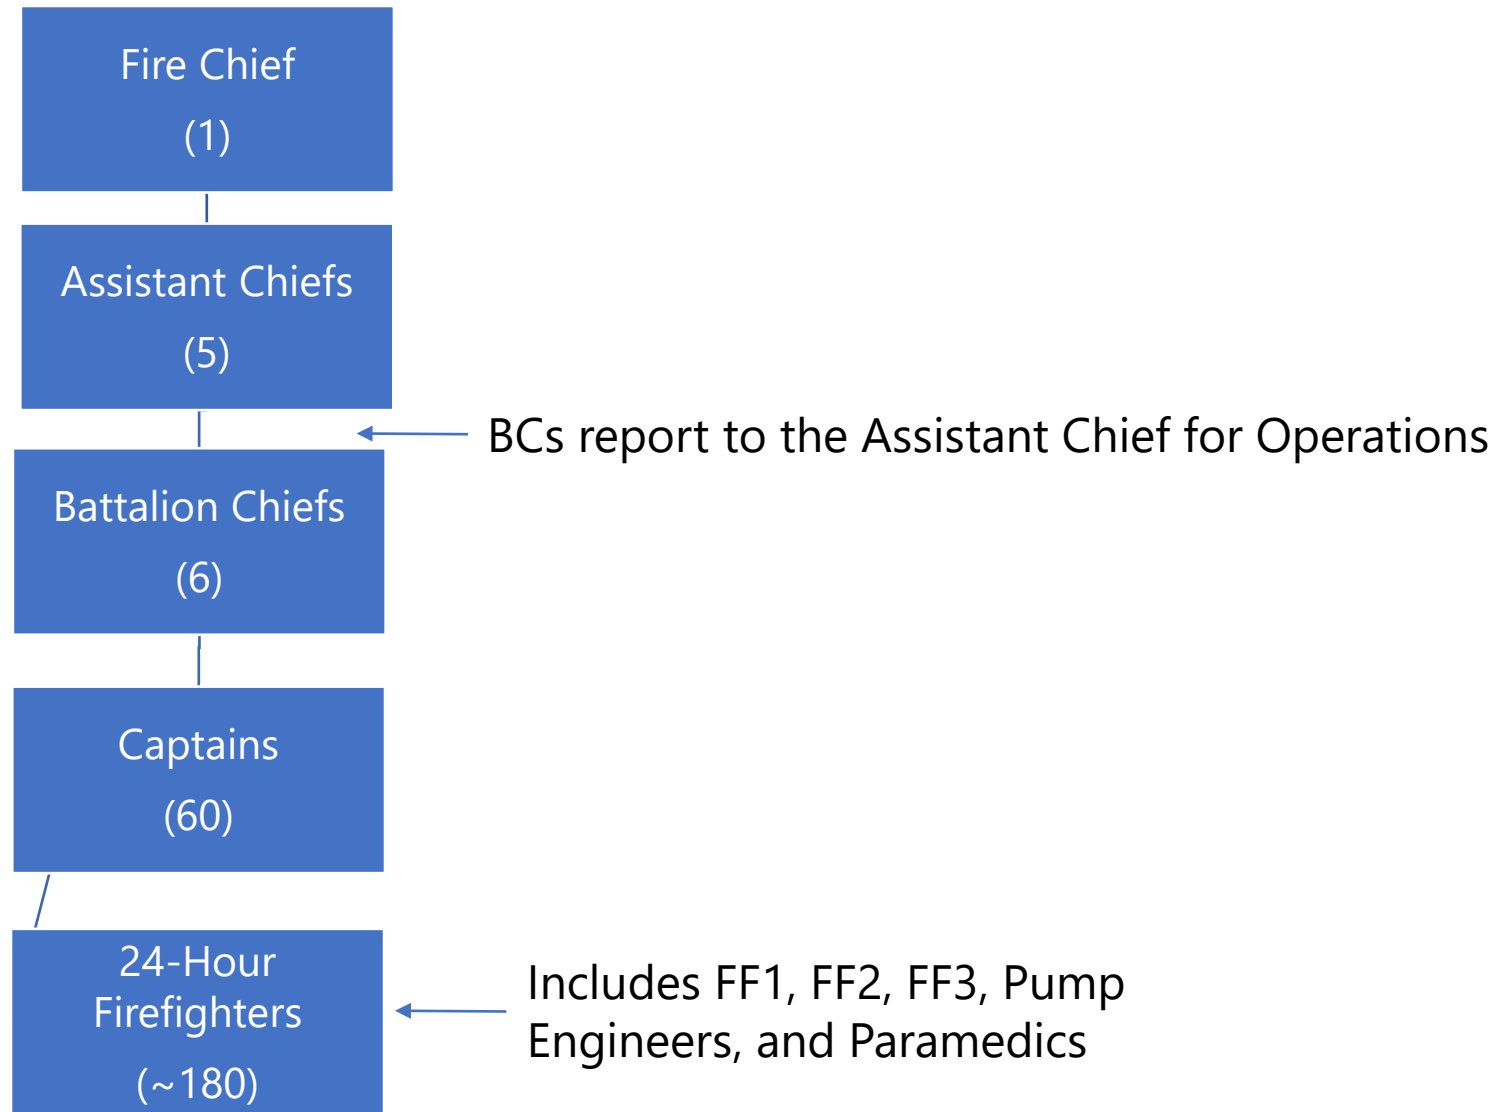 Fire Chief
(1)
Assistant Chiefs
(5)
BCs report to the Assistant Chief for Operations
Battalion Chiefs
(6)
Captains
(60)
24-Hour
Firefighters
(~180)
Includes FF1, FF2, FF3, Pump
Engineers, and Paramedics